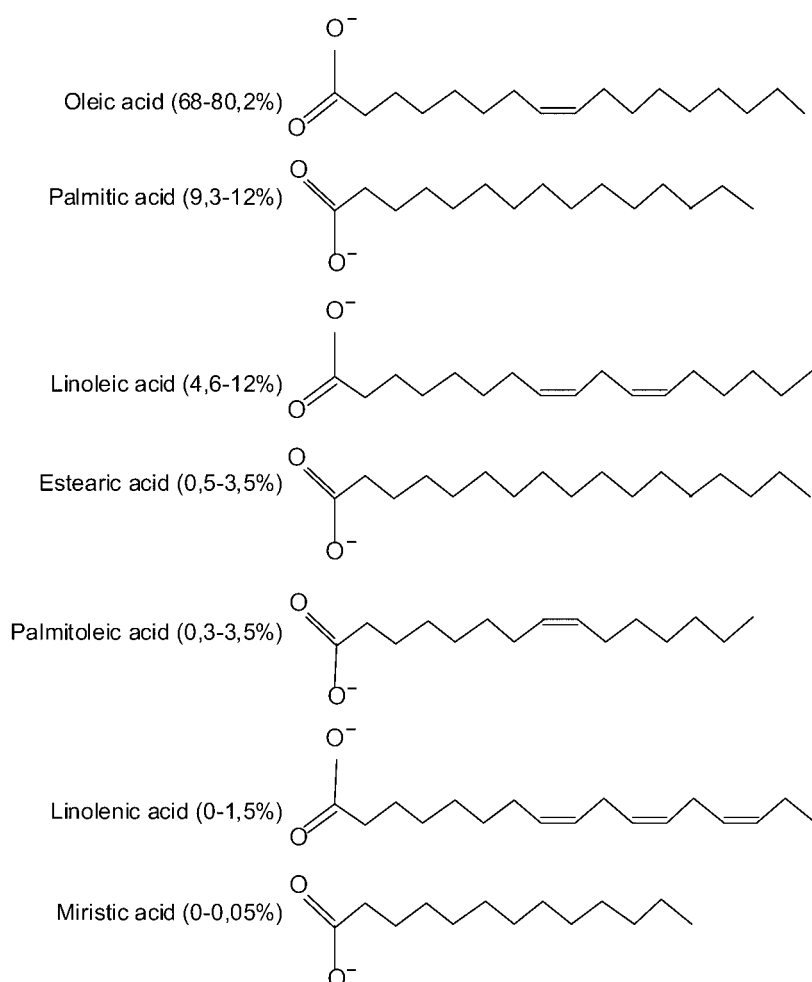 O⁻
Oleic acid (68-80,2%)
O
O
Palmitic acid (9,3-12%)
O⁻
O⁻
Linoleic acid (4,6-12%)
O
O
Estearic acid (0,5-3,5%)
O⁻
O
Palmitoleic acid (0,3-3,5%)
O⁻
O⁻
Linolenic acid (0-1,5%)
O
O
Miristic acid (0-0,05%)
O⁻